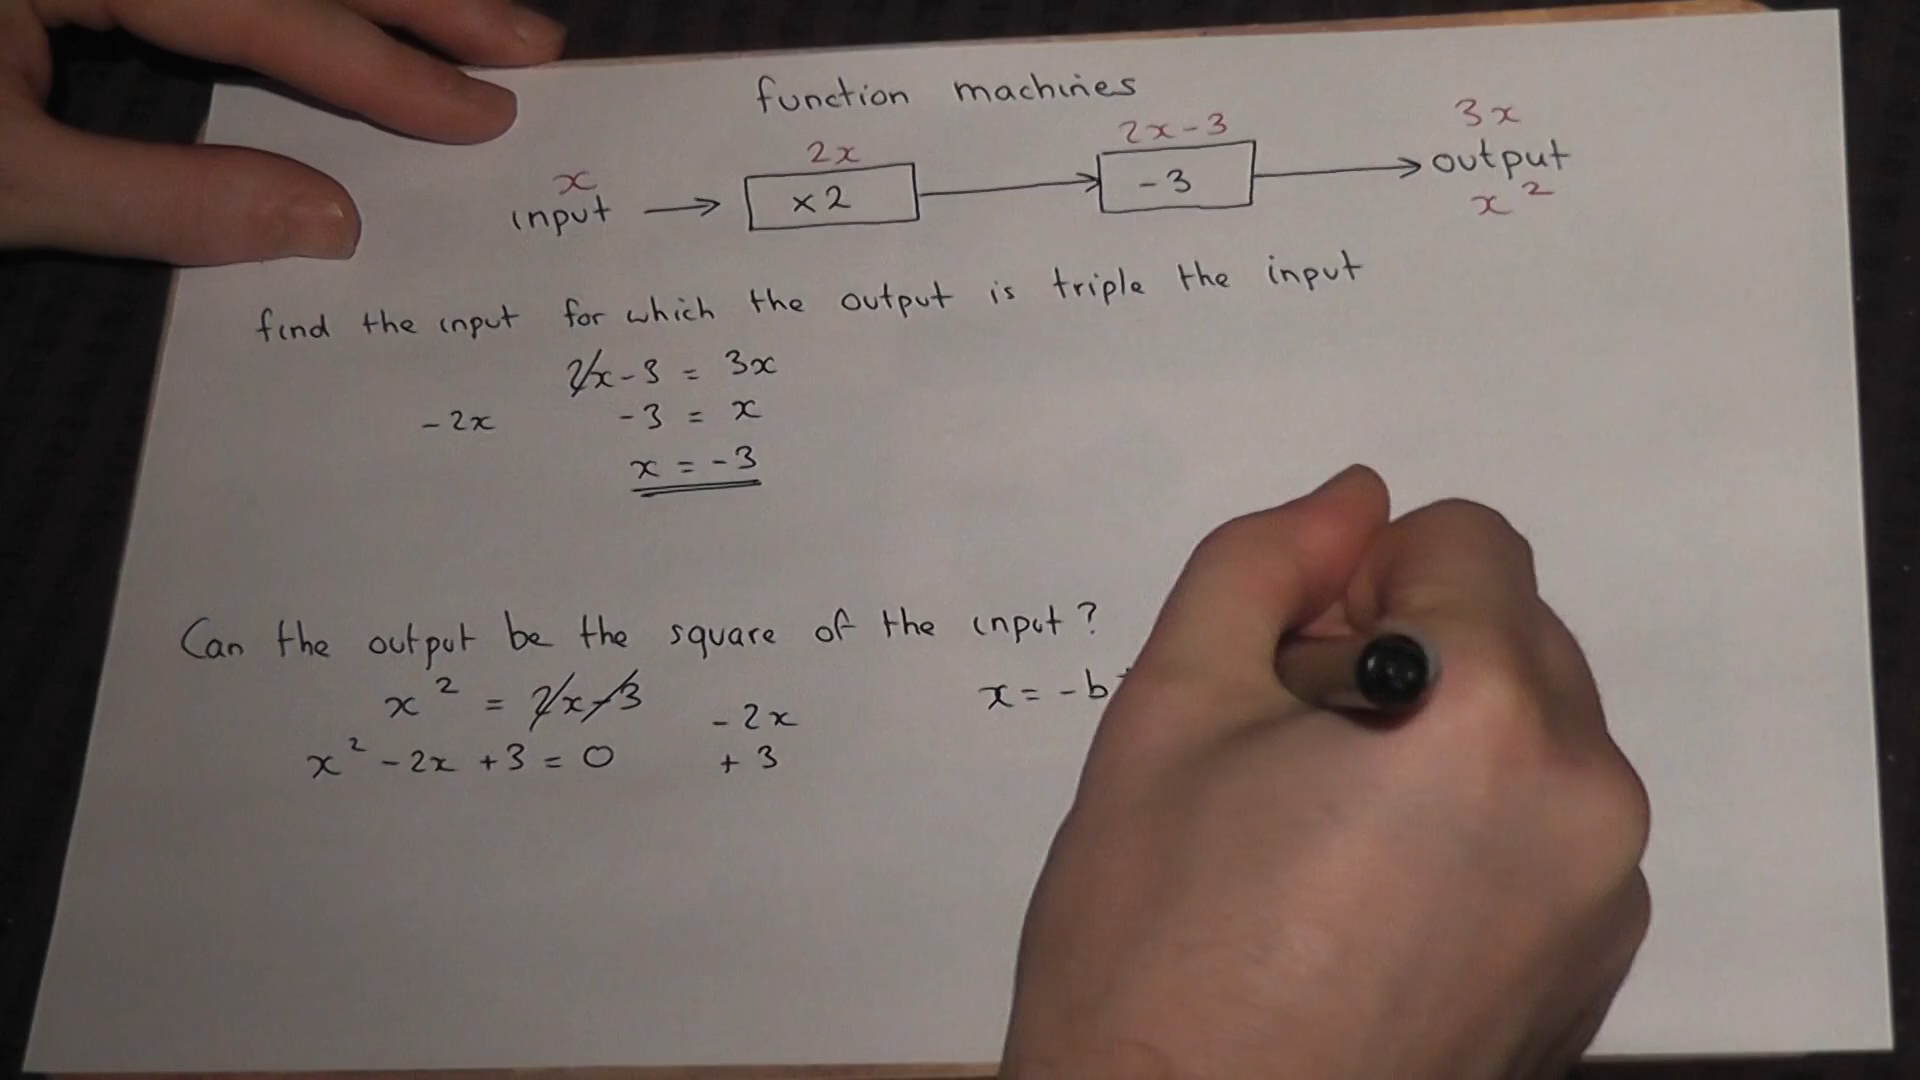 function machines
x 2x 2x-3 3x
input → ×2 → -3 → output
x²
find the input for which the output is triple the input
2x-3 = 3x
-2x -3 = x
x = -3
Can the output be the square of the input?
x² = 2x-3 -2x x = -b
x² - 2x + 3 = 0 + 3